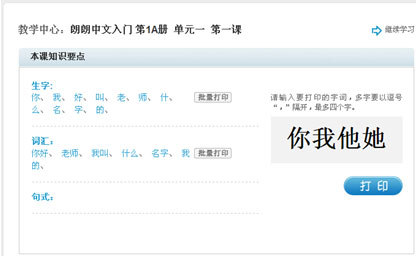 教学中心：朗朗中文入门 第1A册 单元一 第一课
继续学习
本课知识要点
生字：
你、 我、 好、 叫、 老、 师、 什、
批量打印
么、 名、 字、 的、
词汇：
你好、 老师、 我叫、 什么、 名字、 我
批量打印
的、
句式：
请输入要打印的字词，多字要以逗号
“，”隔开，最多四个字。
你我他她
打 印